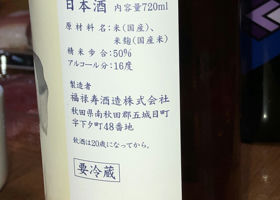 日本酒 内容量720ml
原材料名：米(国産)、
米麹(国産米)
精米歩合：50%
アルコール分：16度
製造者
福禄寿酒造株式会社
秋田県南秋田郡五城目町
字下タ町48番地
飲酒は20歳になってから。
要冷蔵